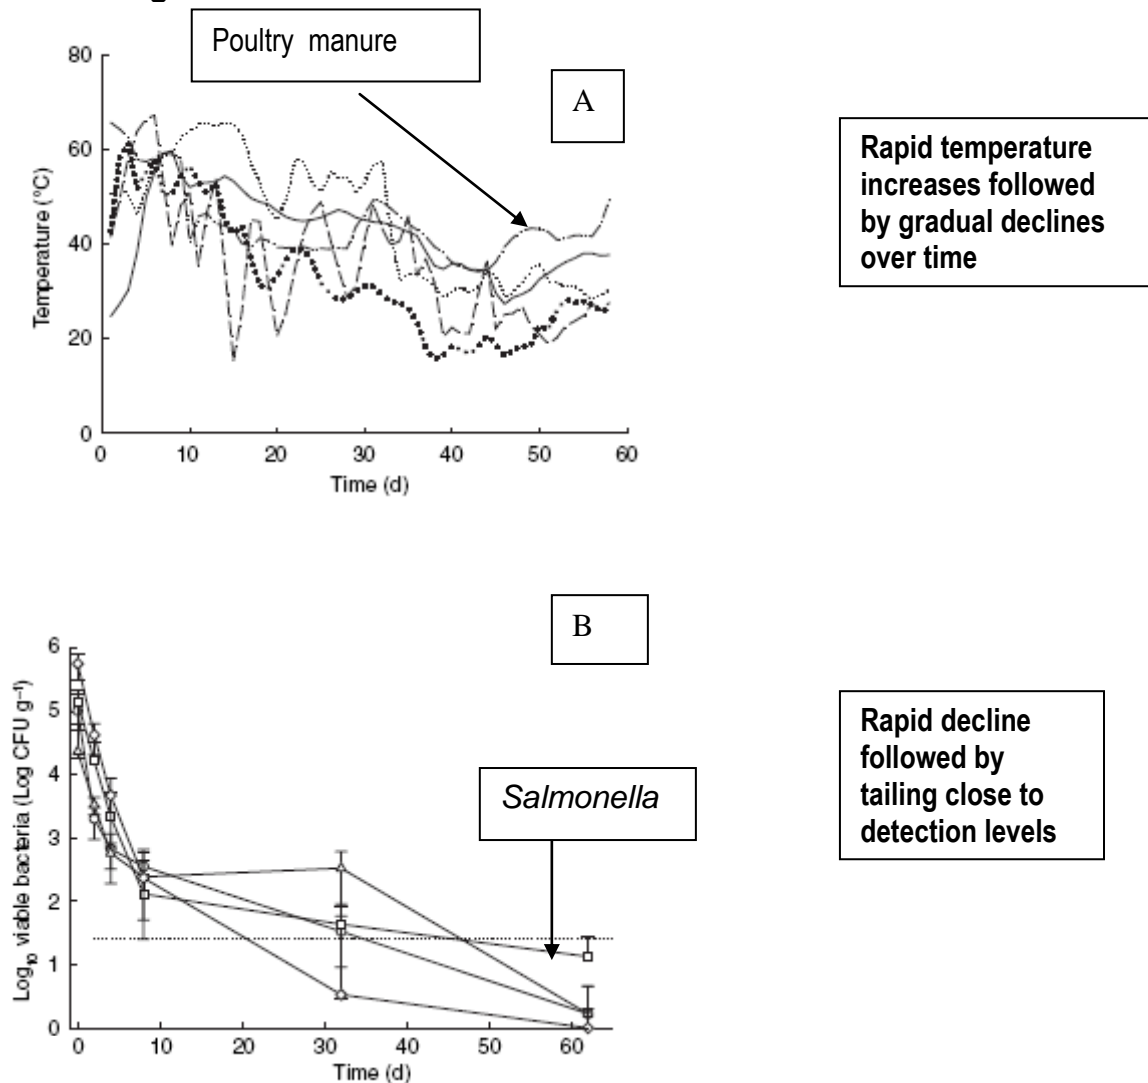 Poultry manure
A
80
60
40
20
0
Temperature (°C)
0 10 20 30 40 50 60
Time (d)
Rapid temperature
increases followed
by gradual declines
over time
B
6
5
4
3
2
1
0
Log₁₀ viable bacteria (Log CFU g⁻¹)
Salmonella
0 10 20 30 40 50 60
Time (d)
Rapid decline
followed by
tailing close to
detection levels